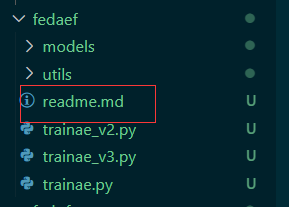 fedaef
models
utils
readme.md U
trainae_v2.py U
trainae_v3.py U
trainae.py U